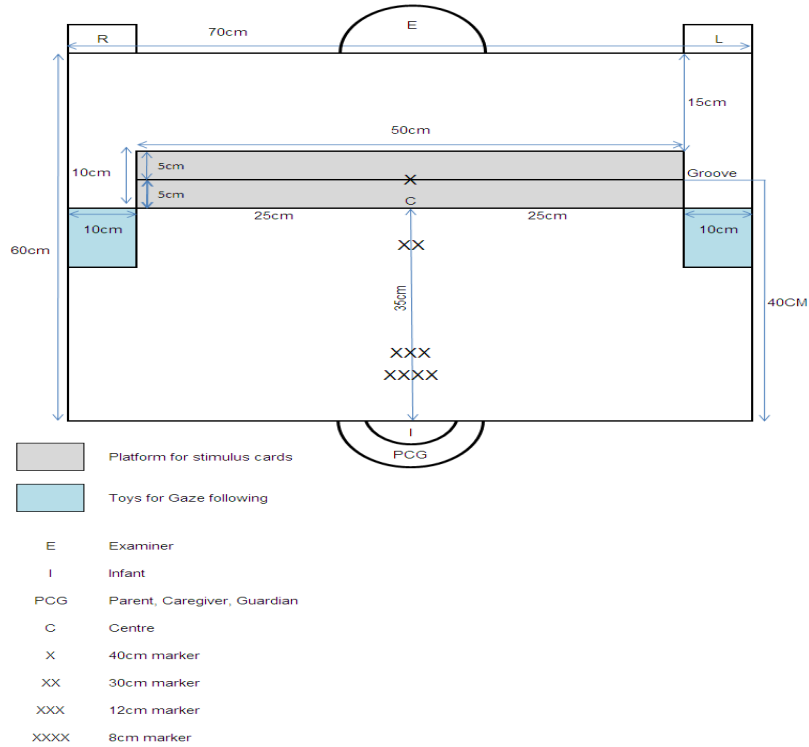 E
R
70cm
L
15cm
50cm
10cm
5cm
X
Groove
5cm
C
10cm
25cm
25cm
10cm
XX
60cm
35cm
40CM
XXX
XXXX
I
PCG
Platform for stimulus cards
Toys for Gaze following
E Examiner
I Infant
PCG Parent, Caregiver, Guardian
C Centre
X 40cm marker
XX 30cm marker
XXX 12cm marker
XXXX 8cm marker